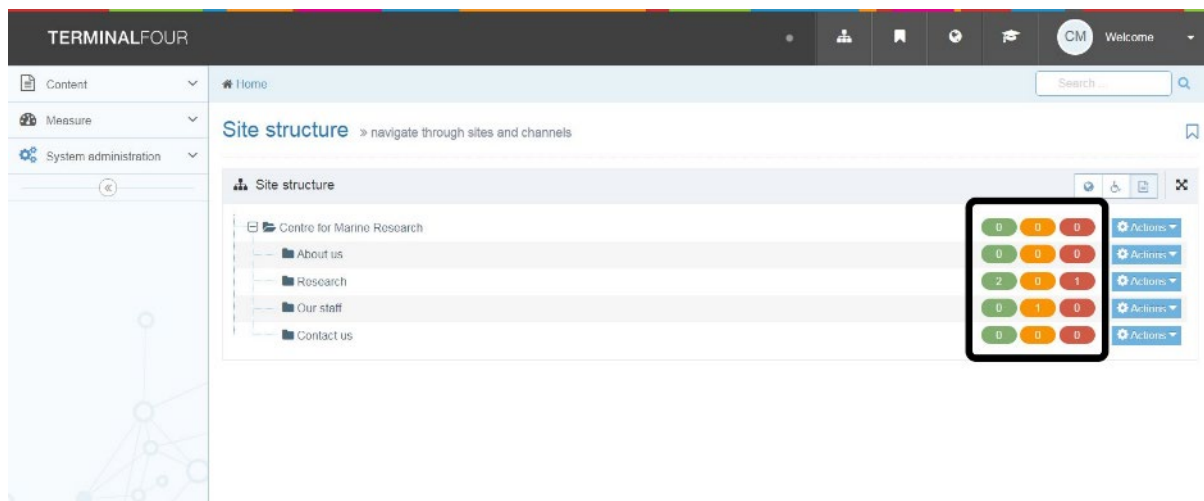 TERMINALFOUR
CM Welcome
Content
Home
Search ...
Measure
Site structure » navigate through sites and channels
System administration
Site structure
Centre for Marine Research 0 0 0 Actions
About us 0 0 0 Actions
Research 2 0 1 Actions
Our staff 0 1 0 Actions
Contact us 0 0 0 Actions